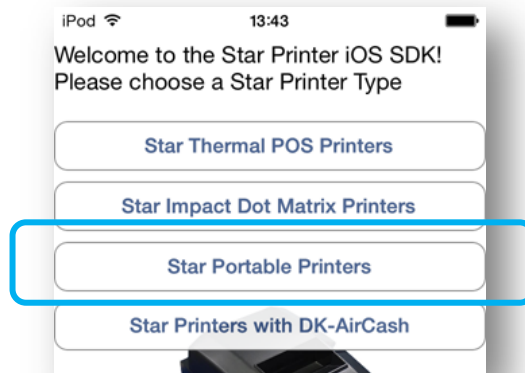 iPod 13:43
Welcome to the Star Printer iOS SDK!
Please choose a Star Printer Type
Star Thermal POS Printers
Star Impact Dot Matrix Printers
Star Portable Printers
Star Printers with DK-AirCash